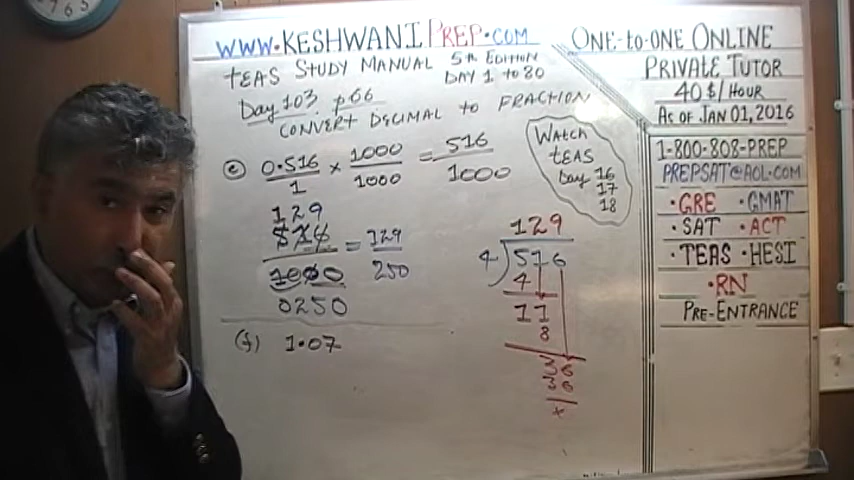 WWW.KESHWANIPREP.COM
TEAS STUDY MANUAL 5th EDITION
DAY 1 TO 80
Day 103 p66
CONVERT DECIMAL to FRACTION
(e) 0.516/1 × 1000/1000 = 516/1000
129
516/1000 = 129/250
0250
(f) 1.07
Watch
tEAS
Day 16
17
18
129
4) 576
4
11
8
36
36
×
ONE-to-ONE ONLINE
PRIVATE TUTOR
40$/HOUR
AS OF JAN 01, 2016
1-800-808-PREP
PREPSAT@AOL.COM
•GRE •GMAT
•SAT •ACT
•TEAS •HESI
•RN
PRE-ENTRANCE